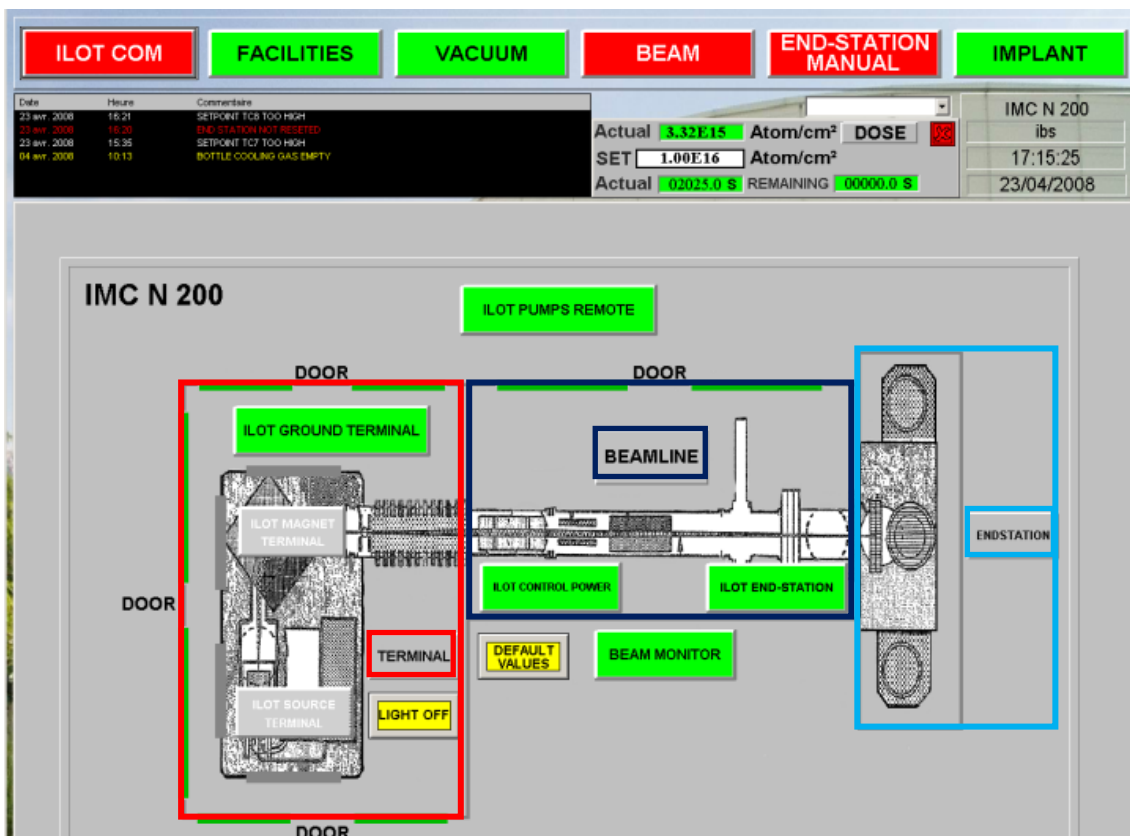 ILOT COM
FACILITIES
VACUUM
BEAM
END-STATION
MANUAL
IMPLANT
Date Heure Commentaire
23 avr. 2008 16:21 SETPOINT TC8 TOO HIGH
23 avr. 2008 16:20 END STATION NOT RESETED
23 avr. 2008 15:35 SETPOINT TC7 TOO HIGH
04 avr. 2008 10:13 BOTTLE COOLING GAS EMPTY
Actual 3.32E15 Atom/cm² DOSE
SET 1.00E16 Atom/cm²
Actual 02025.0 S REMAINING 00000.0 S
IMC N 200
ibs
17:15:25
23/04/2008
IMC N 200
ILOT PUMPS REMOTE
DOOR
DOOR
ILOT GROUND TERMINAL
BEAMLINE
ILOT MAGNET
TERMINAL
ENDSTATION
ILOT CONTROL POWER
ILOT END-STATION
DOOR
TERMINAL
DEFAULT
VALUES
BEAM MONITOR
ILOT SOURCE
TERMINAL
LIGHT OFF
DOOR